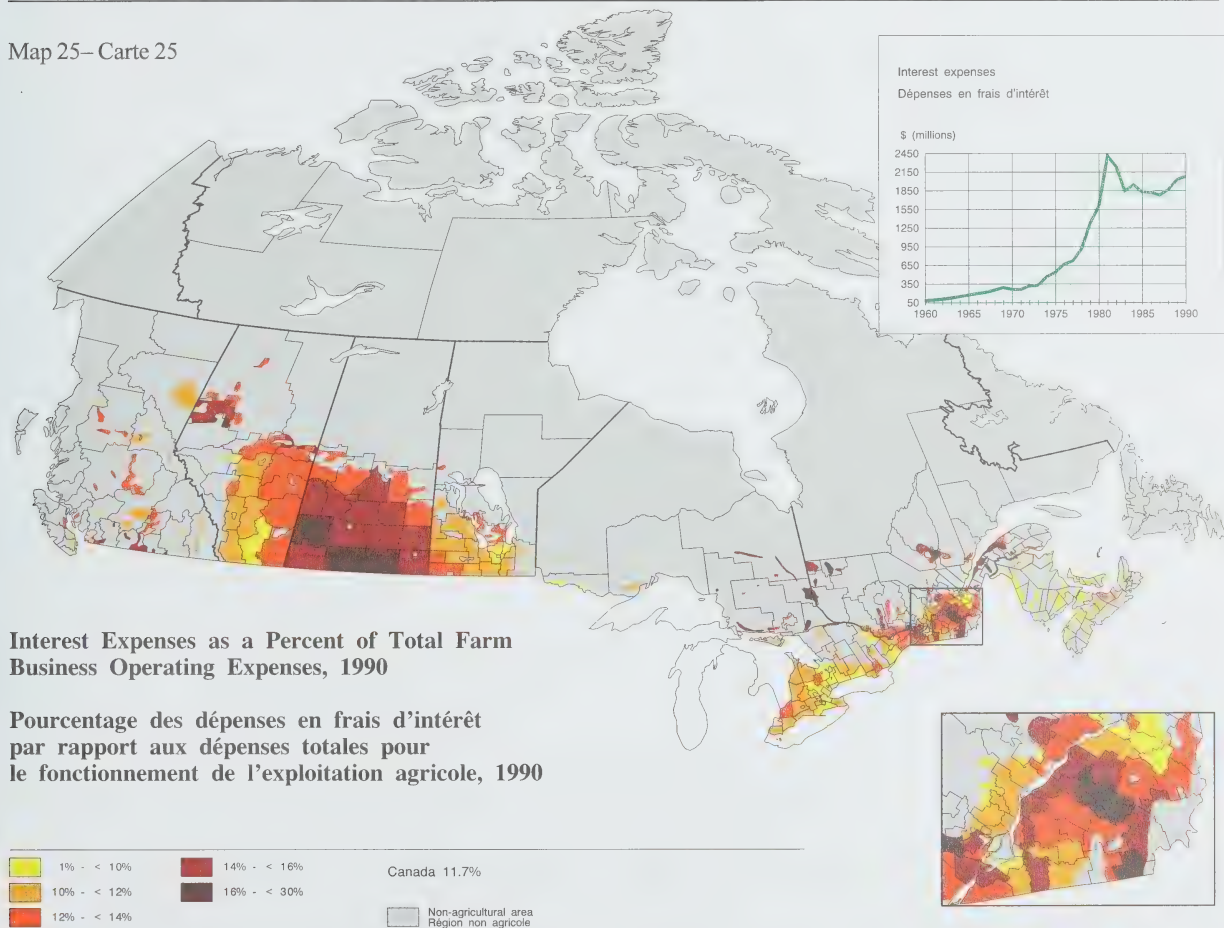 Map 25– Carte 25
Interest expenses
Dépenses en frais d'intérêt
$ (millions)
2450
2150
1850
1550
1250
950
650
350
50
1960 1965 1970 1975 1980 1985 1990
Interest Expenses as a Percent of Total Farm
Business Operating Expenses, 1990
Pourcentage des dépenses en frais d'intérêt
par rapport aux dépenses totales pour
le fonctionnement de l'exploitation agricole, 1990
1% - < 10%
10% - < 12%
12% - < 14%
14% - < 16%
16% - < 30%
Canada 11.7%
Non-agricultural area
Région non agricole